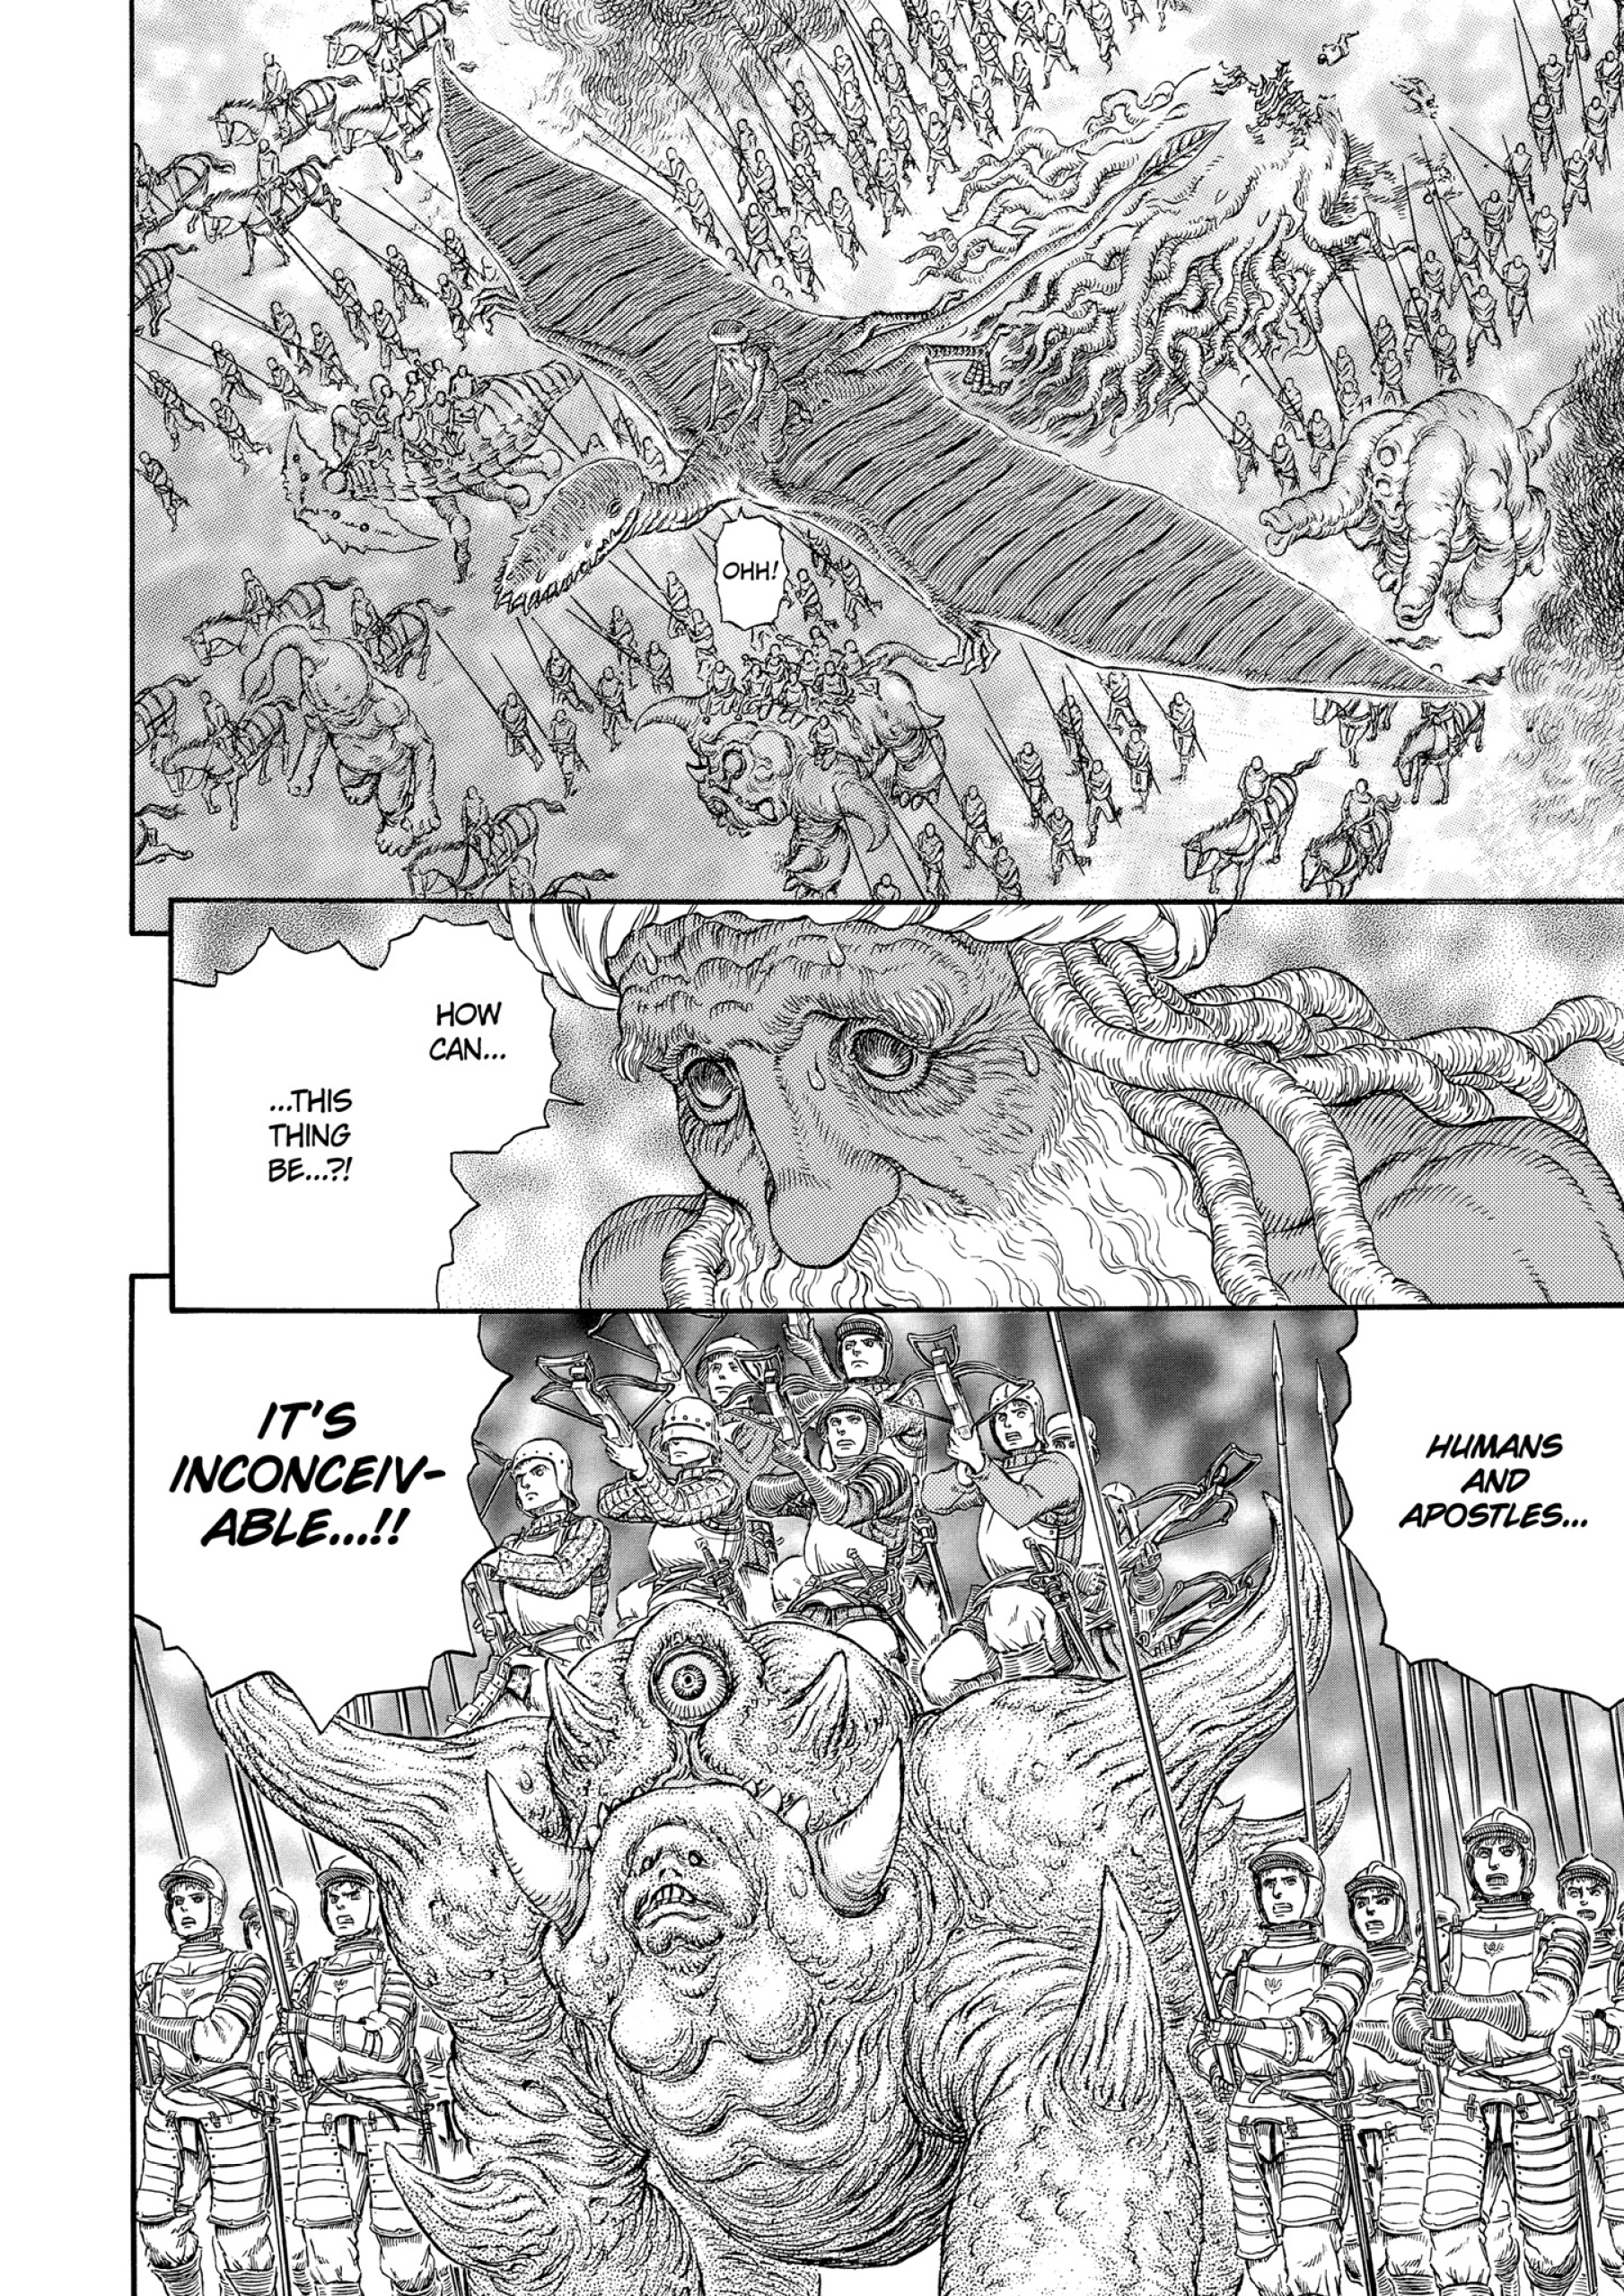 OHH!
HOW
CAN...
...THIS
THING
BE...?!
HUMANS
AND
APOSTLES...
IT'S
INCONCEIV-
ABLE...!!